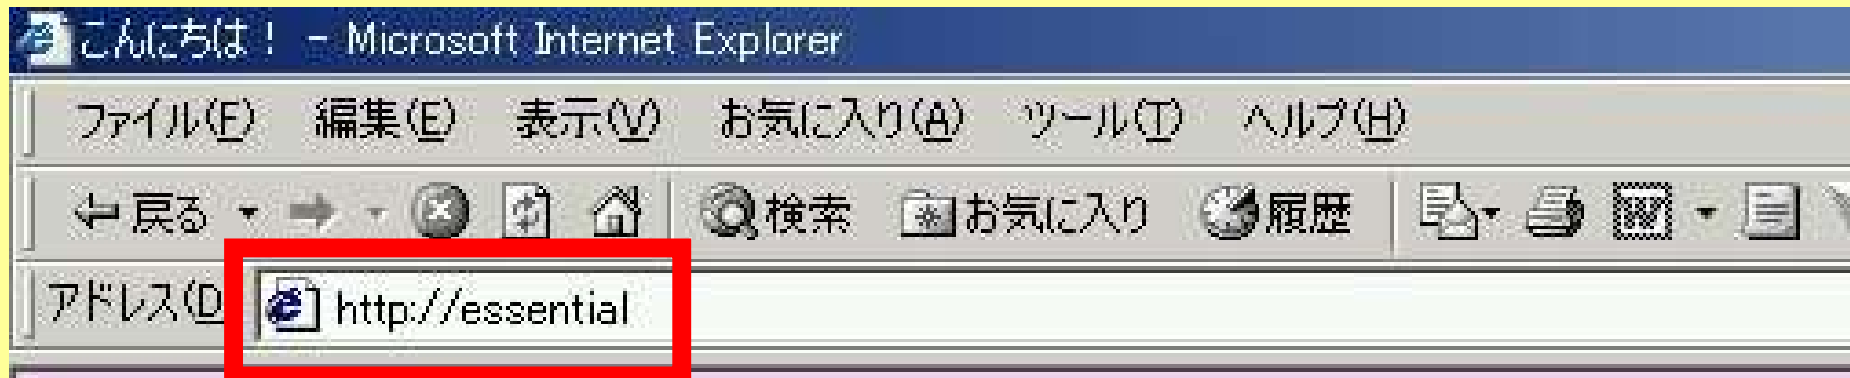 こんにちは！ - Microsoft Internet Explorer
ファイル(F) 編集(E) 表示(V) お気に入り(A) ツール(T) ヘルプ(H)
戻る 検索 お気に入り 履歴
アドレス(D http://essential